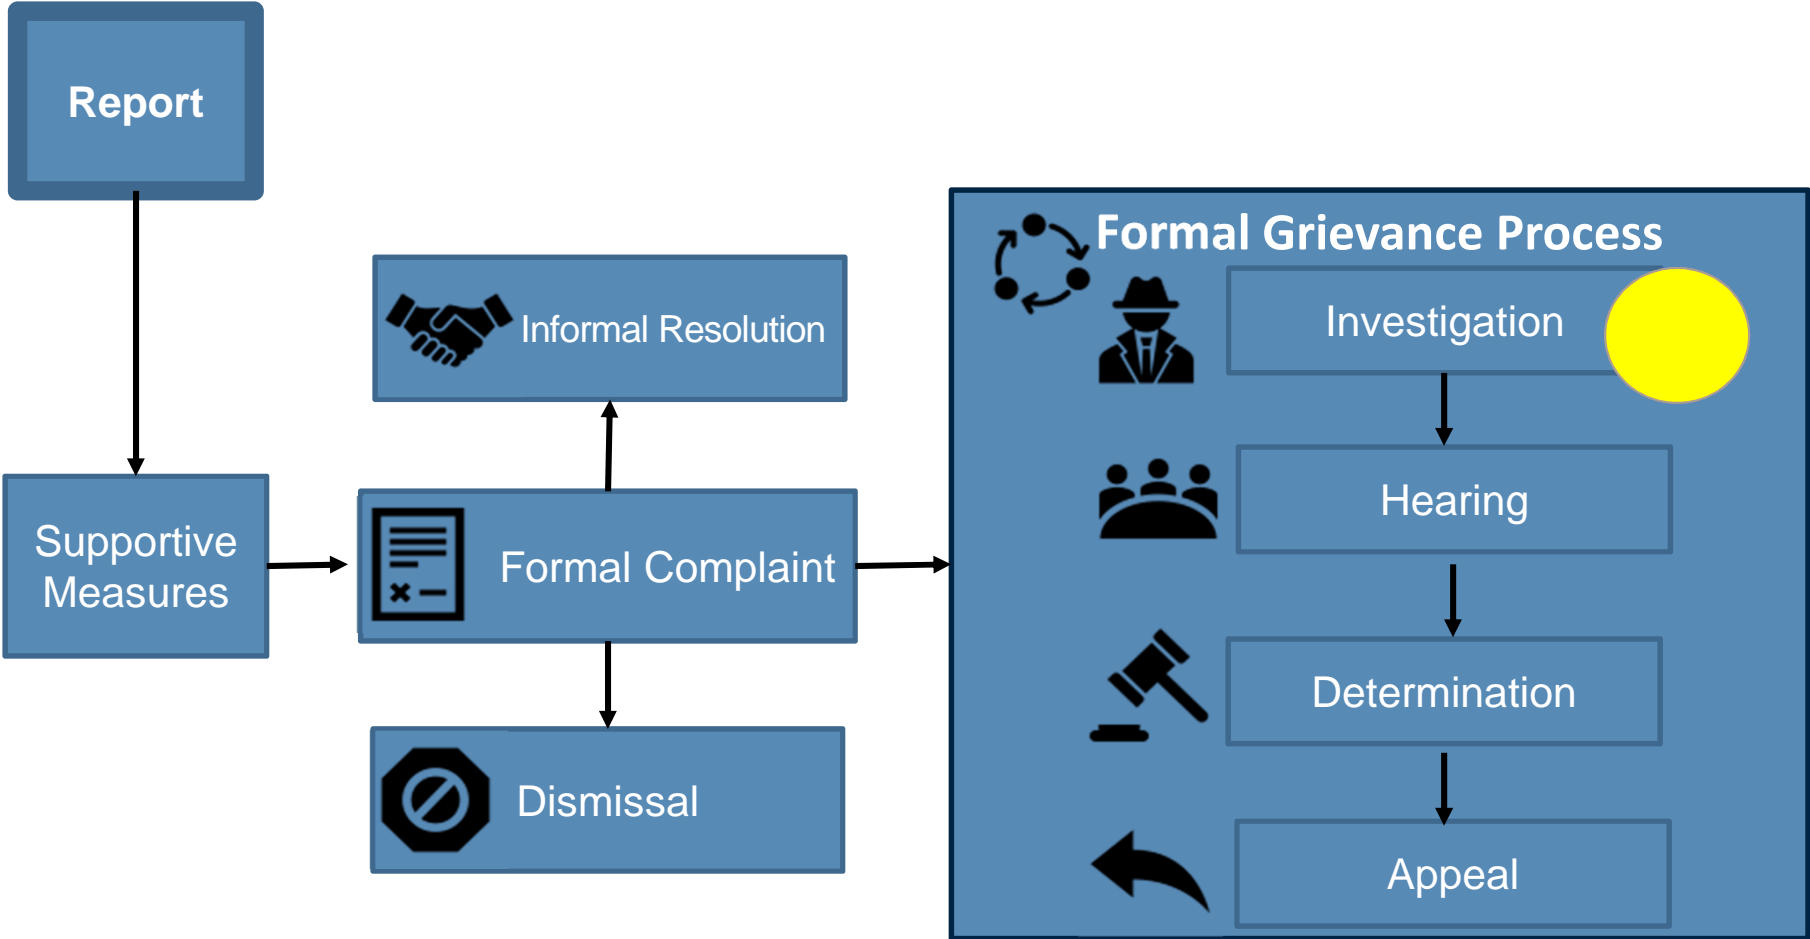 Report
Supportive
Measures
Informal Resolution
Formal Complaint
Dismissal
Formal Grievance Process
Investigation
Hearing
Determination
Appeal